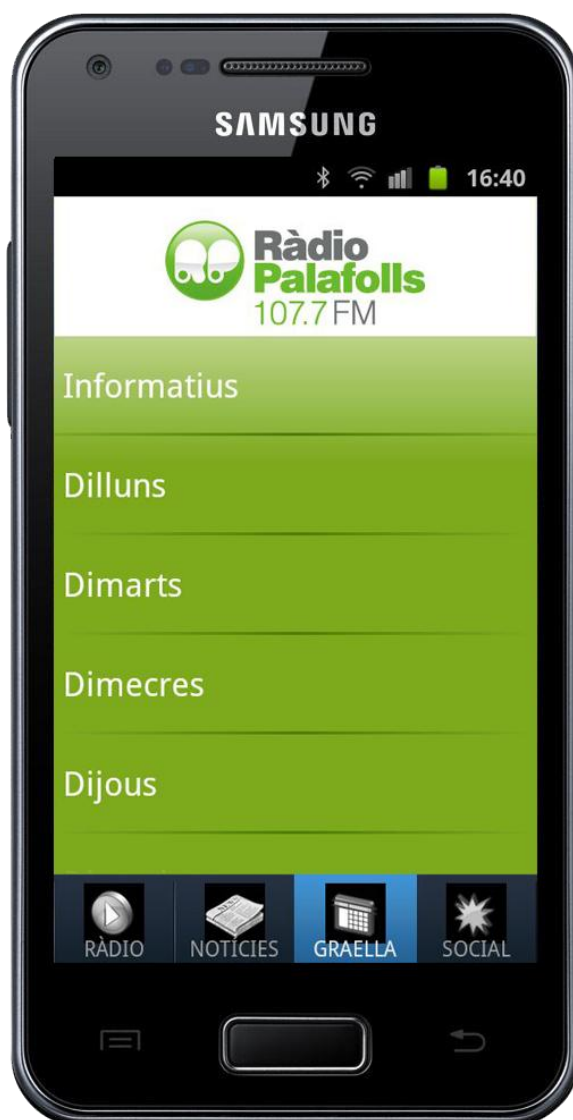 SAMSUNG
16:40
Ràdio
Palafolls
107.7 FM
Informatius
Dilluns
Dimarts
Dimecres
Dijous
RÀDIO
NOTÍCIES
GRAELLA
SOCIAL